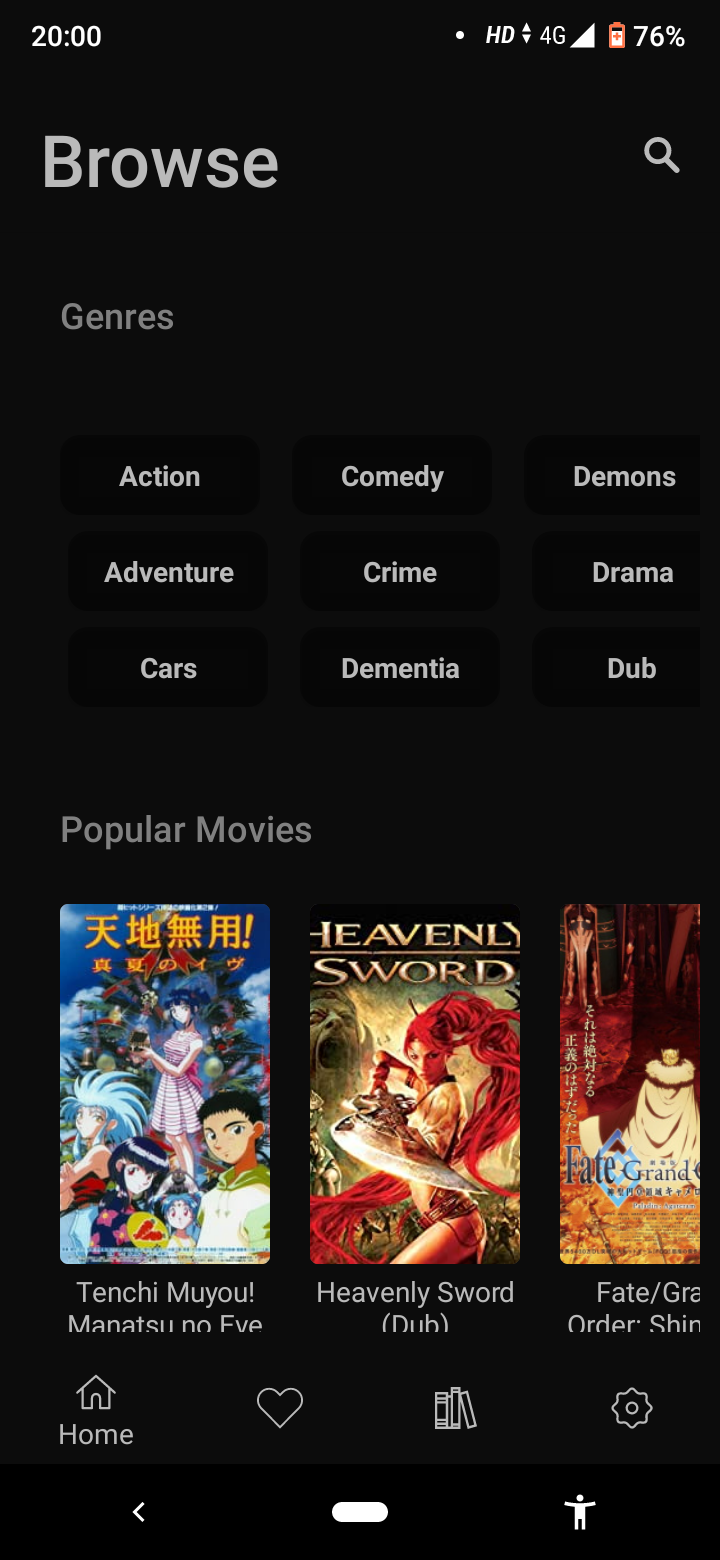 20:00
HD 4G 76%
Browse
Genres
Action Comedy Demons
Adventure Crime Drama
Cars Dementia Dub
Popular Movies
天地無用!
真夏のイヴ
HEAVENLY
SWORD
それは絶対なる
正義のはずだった
Fate Grand
Tenchi Muyou!
Manatsu no Eve
Heavenly Sword
(Dub)
Fate/Gra
Order: Shin
Home